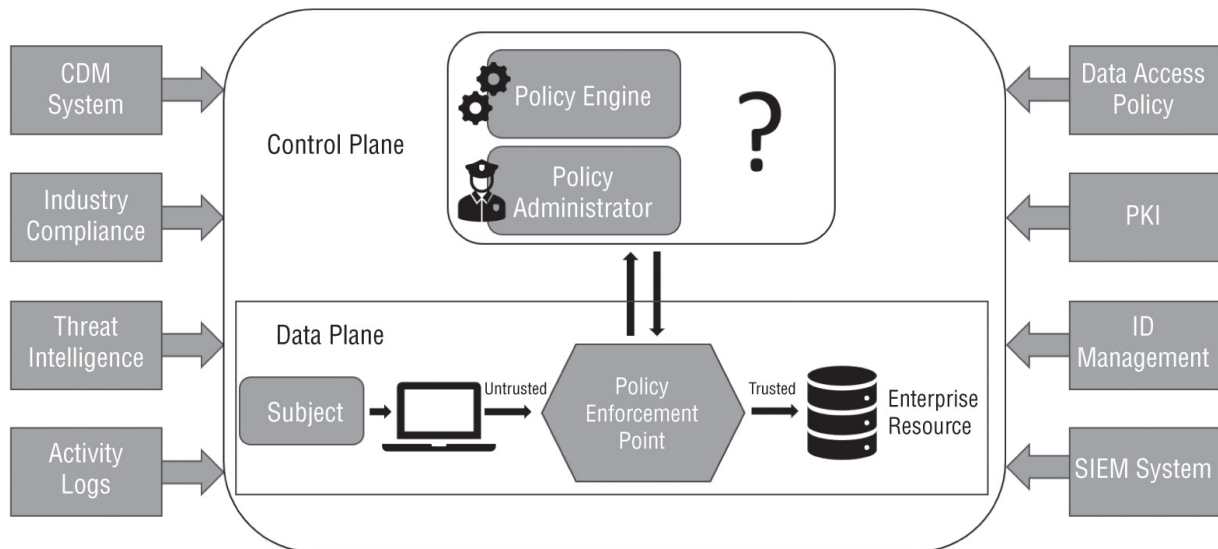 CDM
System
Industry
Compliance
Threat
Intelligence
Activity
Logs
Control Plane
Policy Engine
Policy
Administrator
?
Data Plane
Subject
Untrusted
Policy
Enforcement
Point
Trusted
Enterprise
Resource
Data Access
Policy
PKI
ID
Management
SIEM System